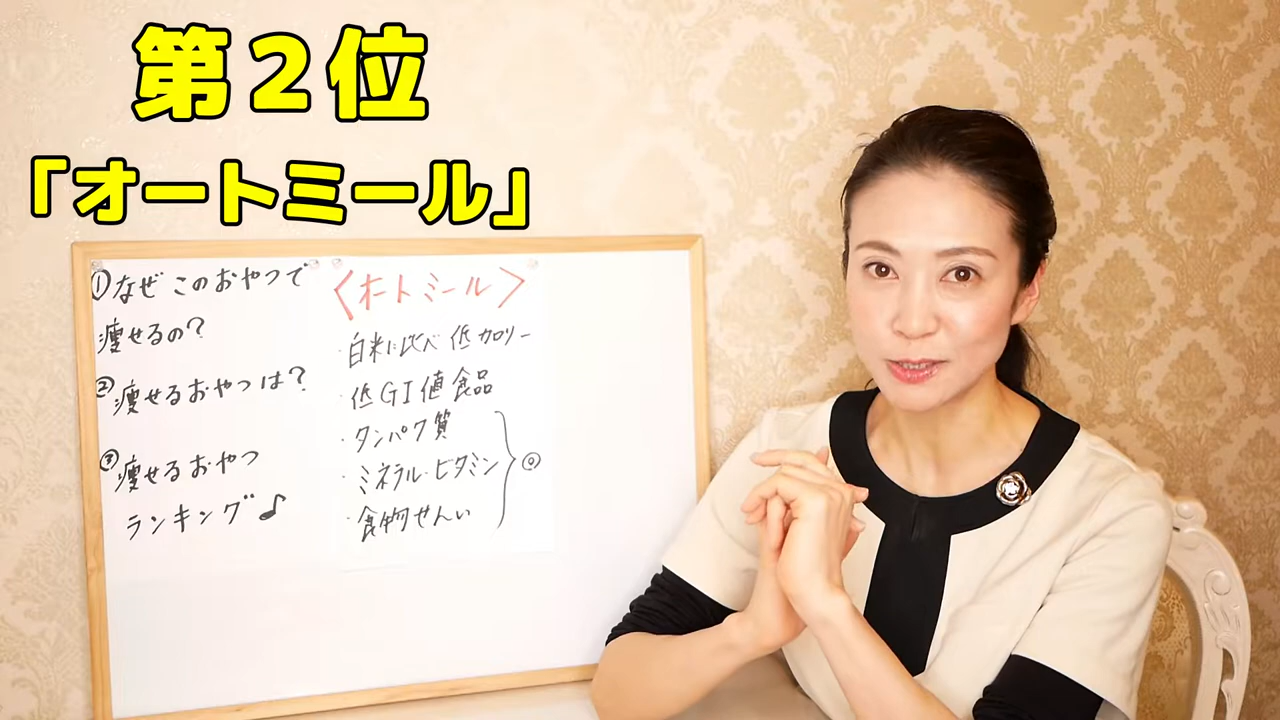 第2位
「オートミール」
①なぜこのおやつで
痩せるの?
②痩せるおやつは?
③痩せるおやつ
ランキング♪
〈オートミール〉
・白米に比べ低カロリー
・低GI値食品
・タンパク質
・ミネラル・ビタミン
・食物せんい
◎